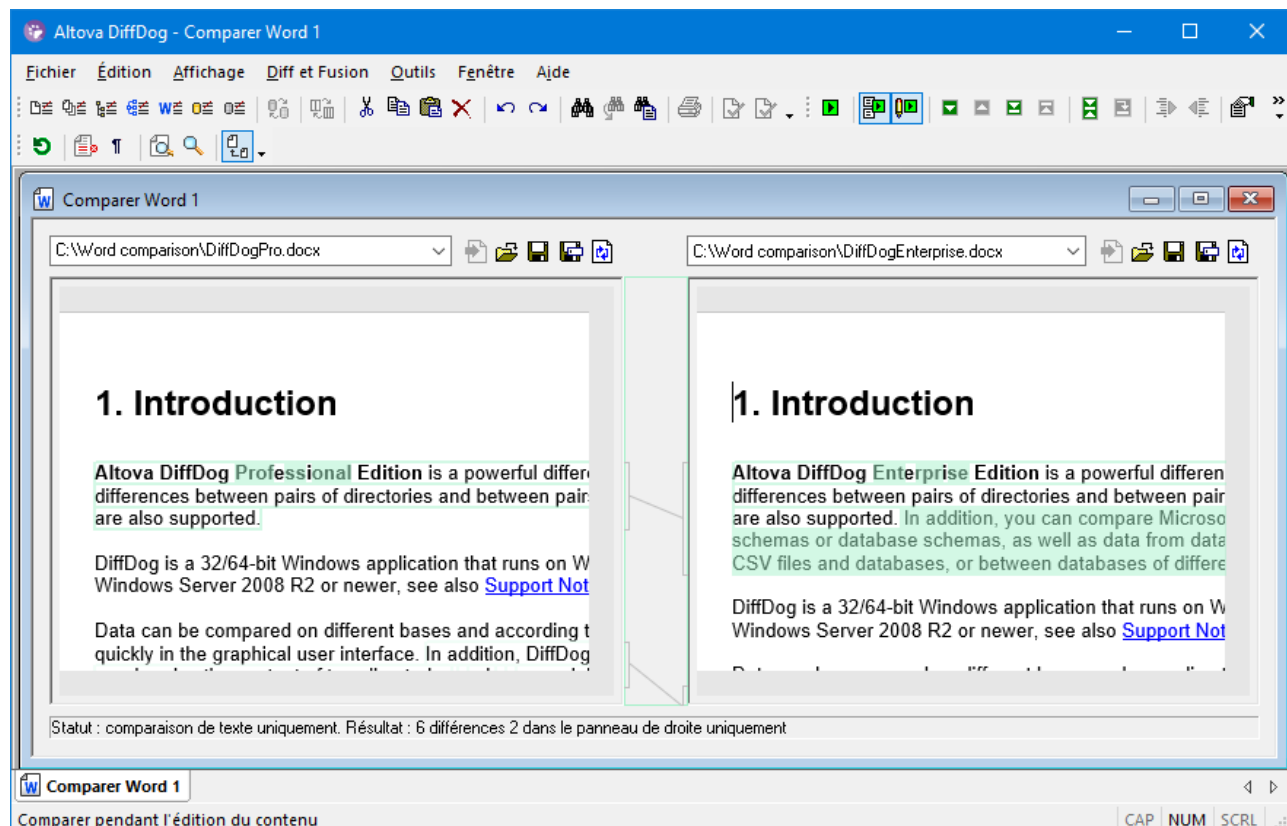 Altova DiffDog - Comparer Word 1
Fichier Édition Affichage Diff et Fusion Outils Fenêtre Aide
Comparer Word 1
C:\Word comparison\DiffDogPro.docx
C:\Word comparison\DiffDogEnterprise.docx
1. Introduction
Altova DiffDog Professional Edition is a powerful differe
differences between pairs of directories and between pair
are also supported.
DiffDog is a 32/64-bit Windows application that runs on W
Windows Server 2008 R2 or newer, see also Support Not
Data can be compared on different bases and according t
quickly in the graphical user interface. In addition, DiffDog
1. Introduction
Altova DiffDog Enterprise Edition is a powerful differen
differences between pairs of directories and between pair
are also supported. In addition, you can compare Microso
schemas or database schemas, as well as data from data
CSV files and databases, or between databases of differe
DiffDog is a 32/64-bit Windows application that runs on W
Windows Server 2008 R2 or newer, see also Support Not
Statut : comparaison de texte uniquement. Résultat : 6 différences 2 dans le panneau de droite uniquement
Comparer Word 1
Comparer pendant l'édition du contenu
CAP NUM SCRL